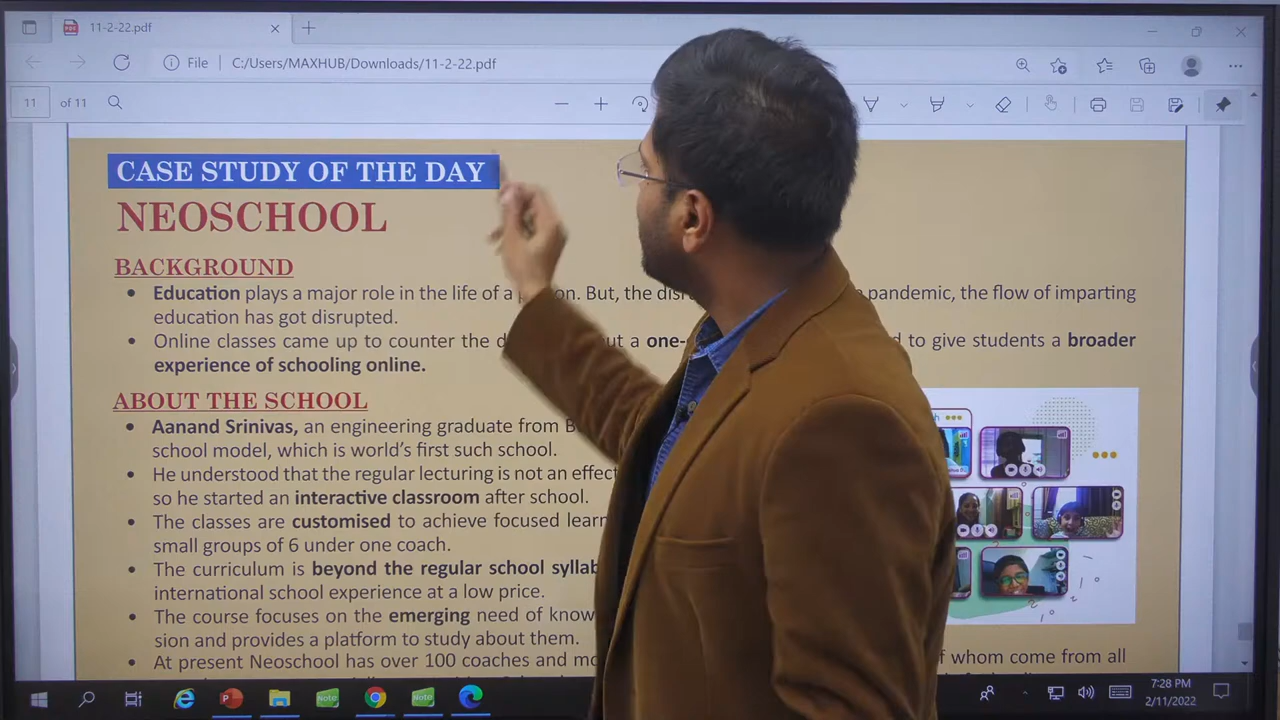 11-2-22.pdf
File C:/Users/MAXHUB/Downloads/11-2-22.pdf
11 of 11
CASE STUDY OF THE DAY
NEOSCHOOL
BACKGROUND
• Education plays a major role in the life of a p on. But, the pandemic, the flow of imparting
education has got disrupted.
• Online classes came up to counter the ut a one- to give students a broader
experience of schooling online.
ABOUT THE SCHOOL
• Aanand Srinivas, an engineering graduate from
school model, which is world's first such school.
• He understood that the regular lecturing is not an
so he started an interactive classroom after school.
• The classes are customised to achieve focused
small groups of 6 under one coach.
• The curriculum is beyond the regular school
international school experience at a low price.
• The course focuses on the emerging need of
sion and provides a platform to study about them.
• At present Neoschool has over 100 coaches and of whom come from all
7:28 PM
2/11/2022